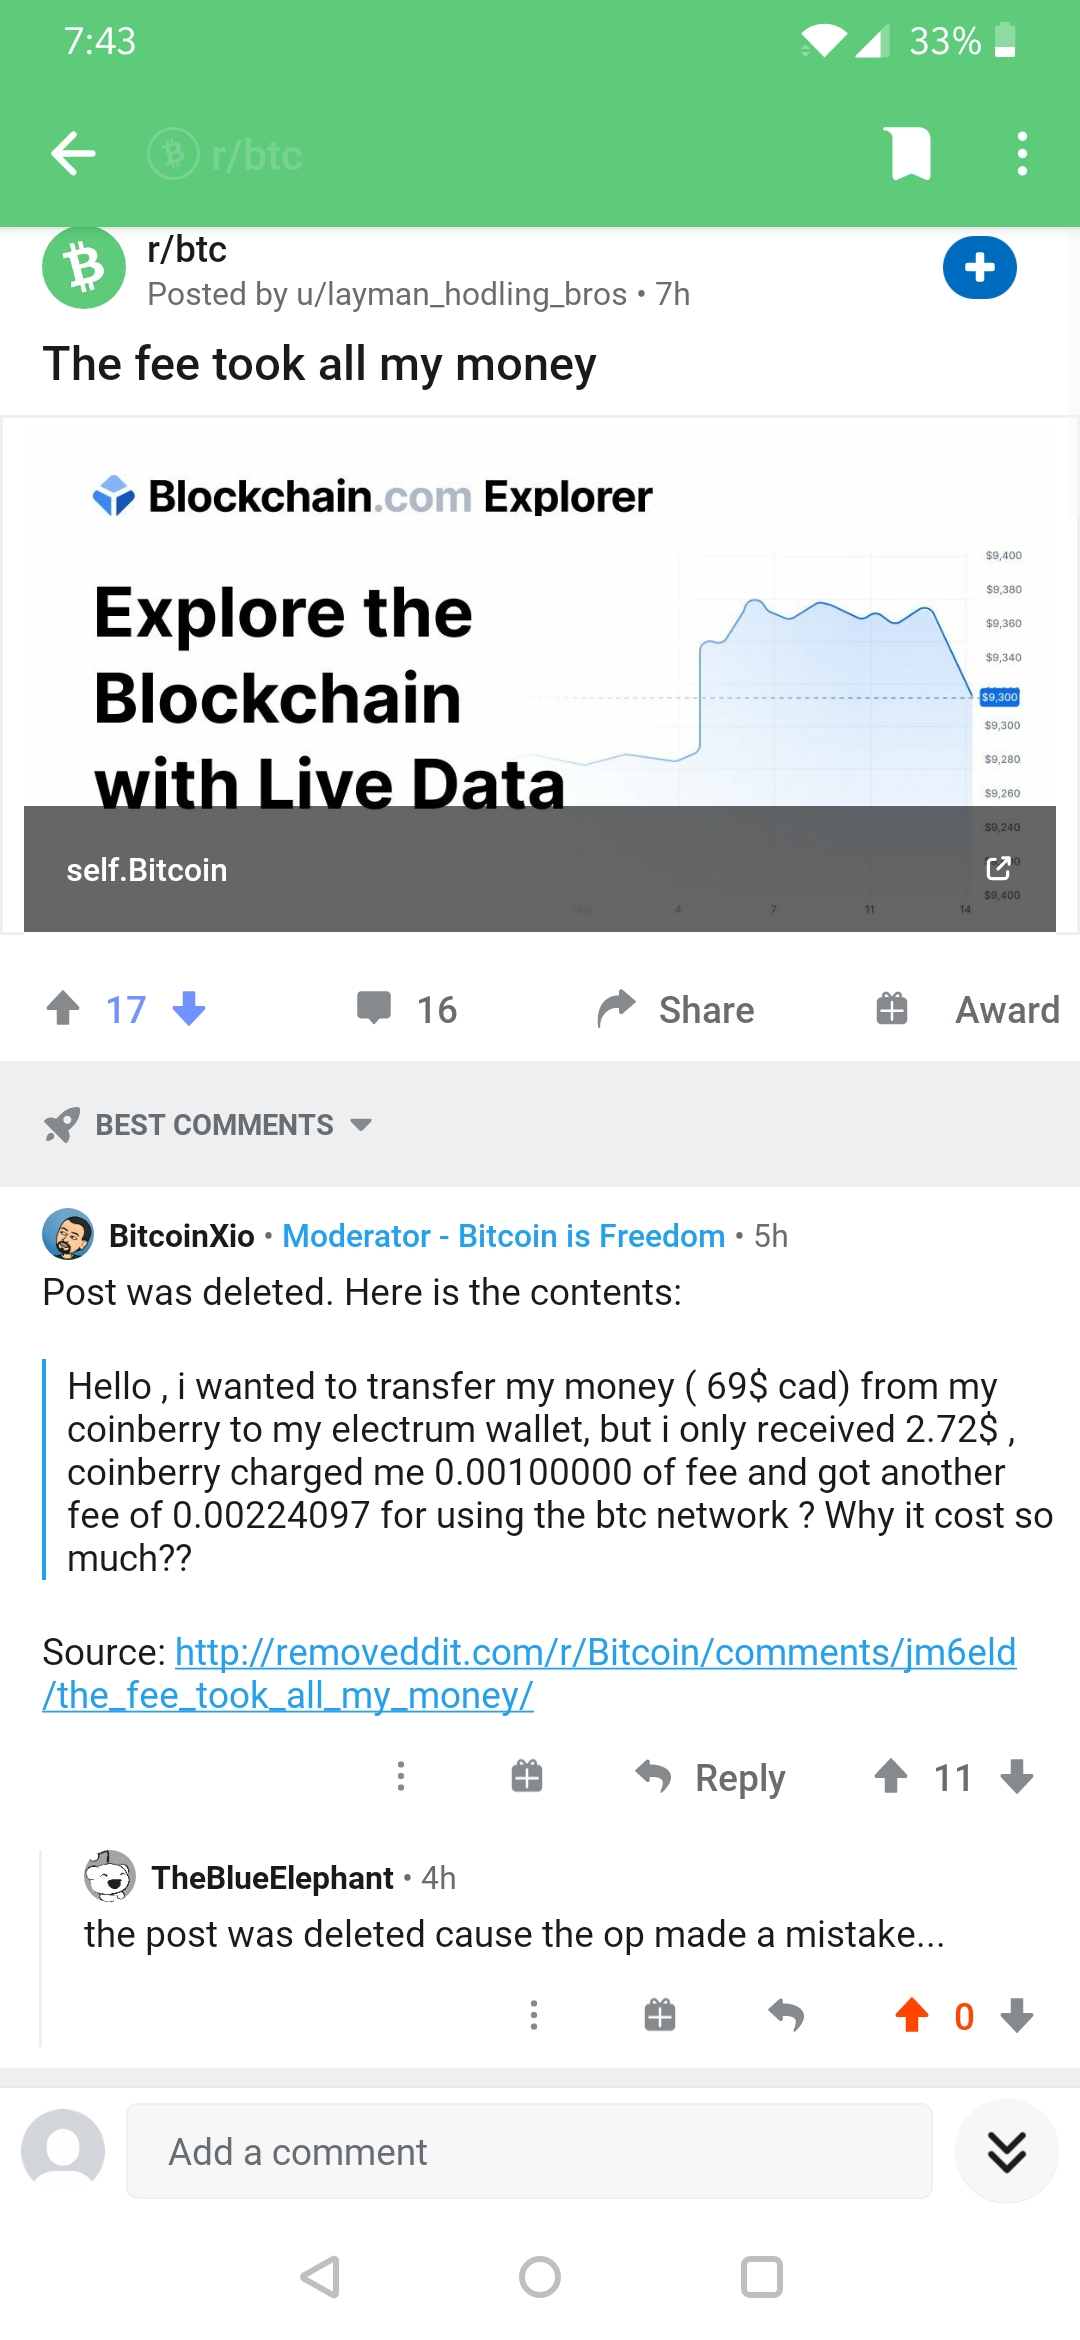 7:43
33%
r/btc
r/btc
Posted by u/layman_hodling_bros • 7h
The fee took all my money
Blockchain.com Explorer
Explore the
Blockchain
with Live Data
$9,400
$9,380
$9,360
$9,340
$9,300
$9,300
$9,280
$9,260
$9,240
$9,400
May
4
7
11
14
self.Bitcoin
17
16
Share
Award
BEST COMMENTS
BitcoinXio • Moderator - Bitcoin is Freedom • 5h
Post was deleted. Here is the contents:
Hello , i wanted to transfer my money ( 69$ cad) from my
coinberry to my electrum wallet, but i only received 2.72$ ,
coinberry charged me 0.00100000 of fee and got another
fee of 0.00224097 for using the btc network ? Why it cost so
much??
Source: http://removeddit.com/r/Bitcoin/comments/jm6eld
/the_fee_took_all_my_money/
Reply
11
TheBlueElephant • 4h
the post was deleted cause the op made a mistake...
0
Add a comment